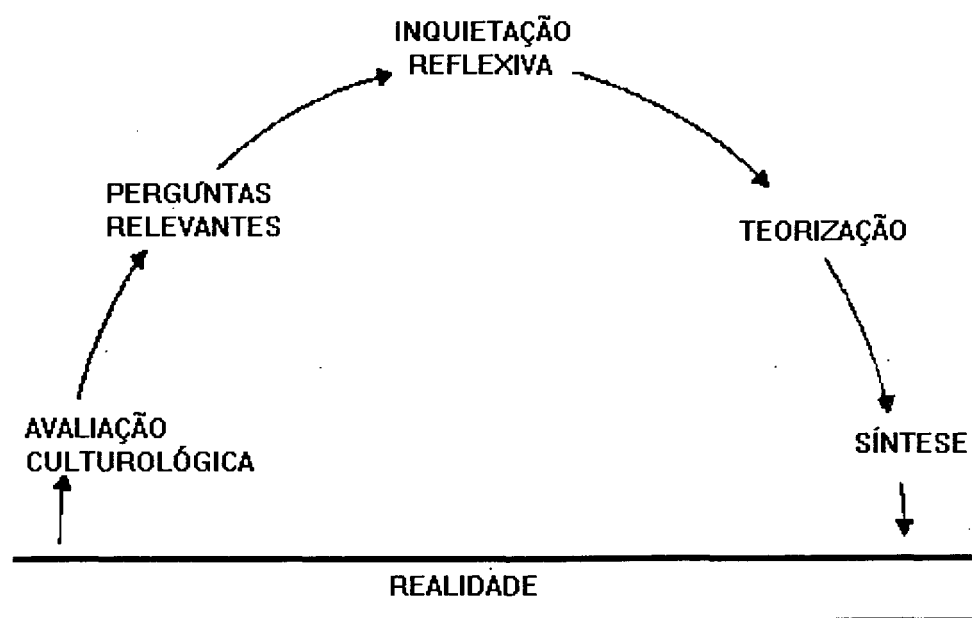 INQUIETAÇÃO
REFLEXIVA
PERGUNTAS
RELEVANTES
TEORIZAÇÃO
AVALIAÇÃO
CULTUROLÓGICA
SÍNTESE
REALIDADE